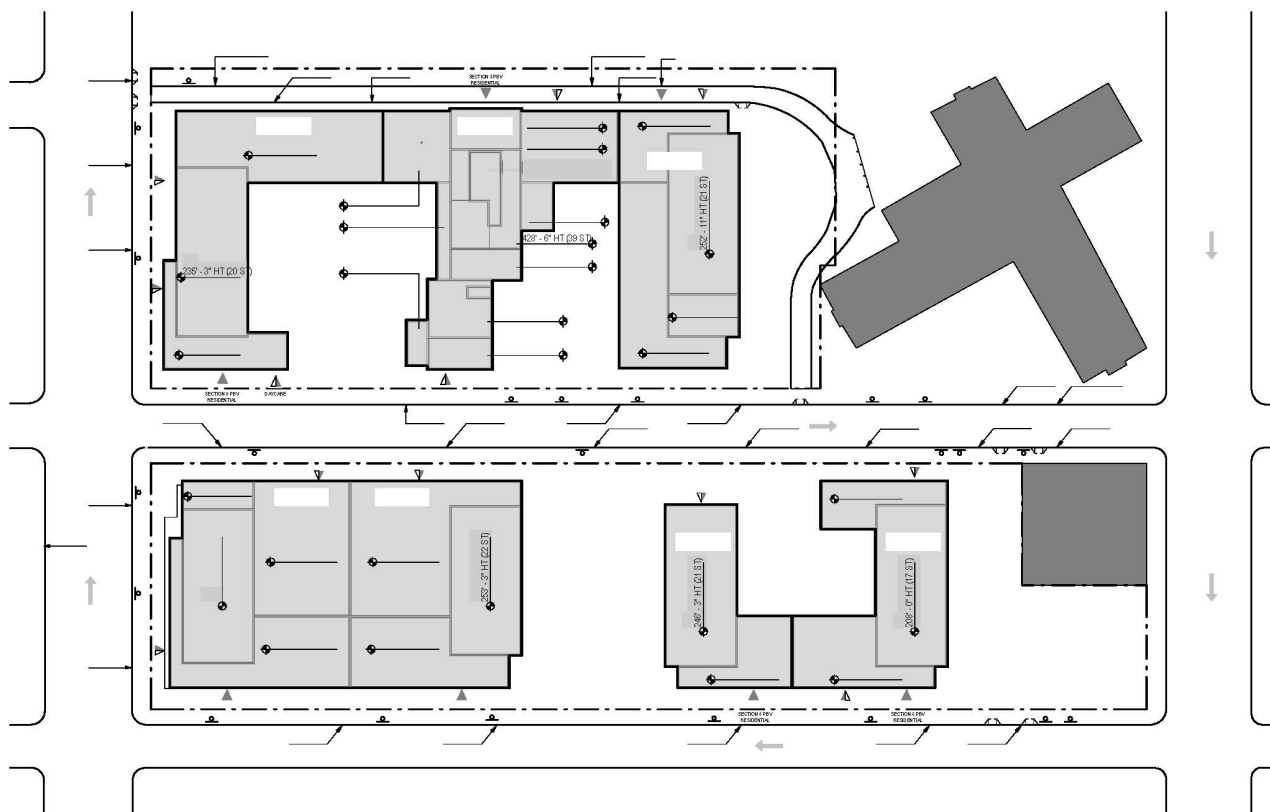 SECTION 8 PBV
RESIDENTIAL
252' - 11" HT (21 ST)
428' - 6" HT (39 ST)
235' - 3" HT (20 ST)
SECTION 8 PBV
RESIDENTIAL
DAYCARE
253' - 3" HT (22 ST)
246' - 3" HT (21 ST)
208' - 0" HT (17 ST)
SECTION 8 PBV
RESIDENTIAL
SECTION 8 PBV
RESIDENTIAL